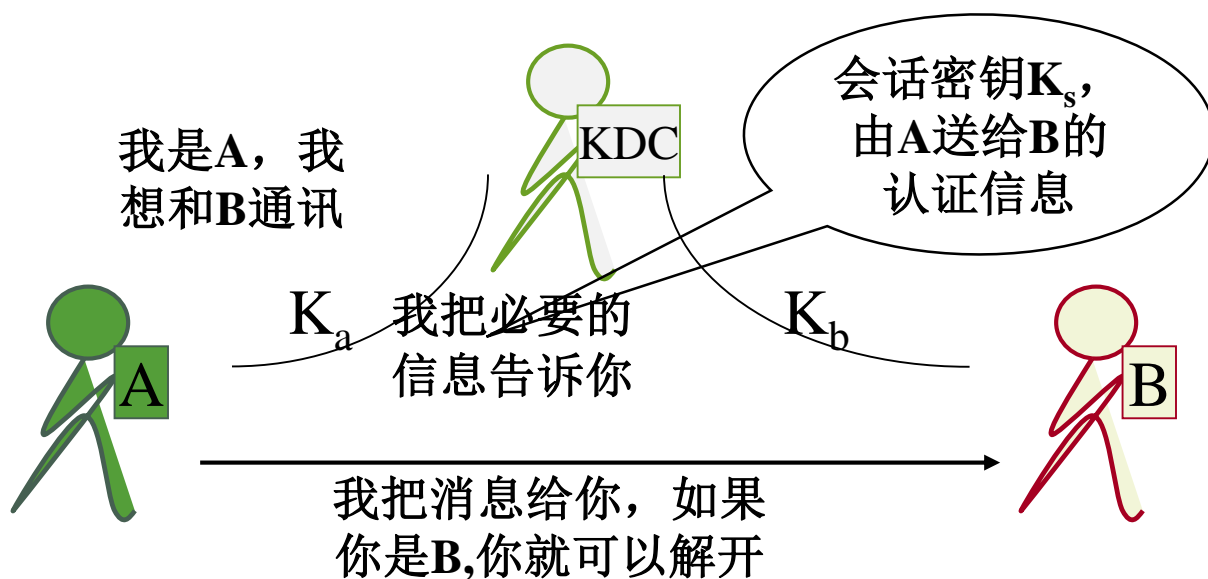 KDC
会话密钥Ks，
由A送给B的
认证信息
我是A，我
想和B通讯
Ka
我把必要的
信息告诉你
Kb
A
B
我把消息给你，如果
你是B,你就可以解开